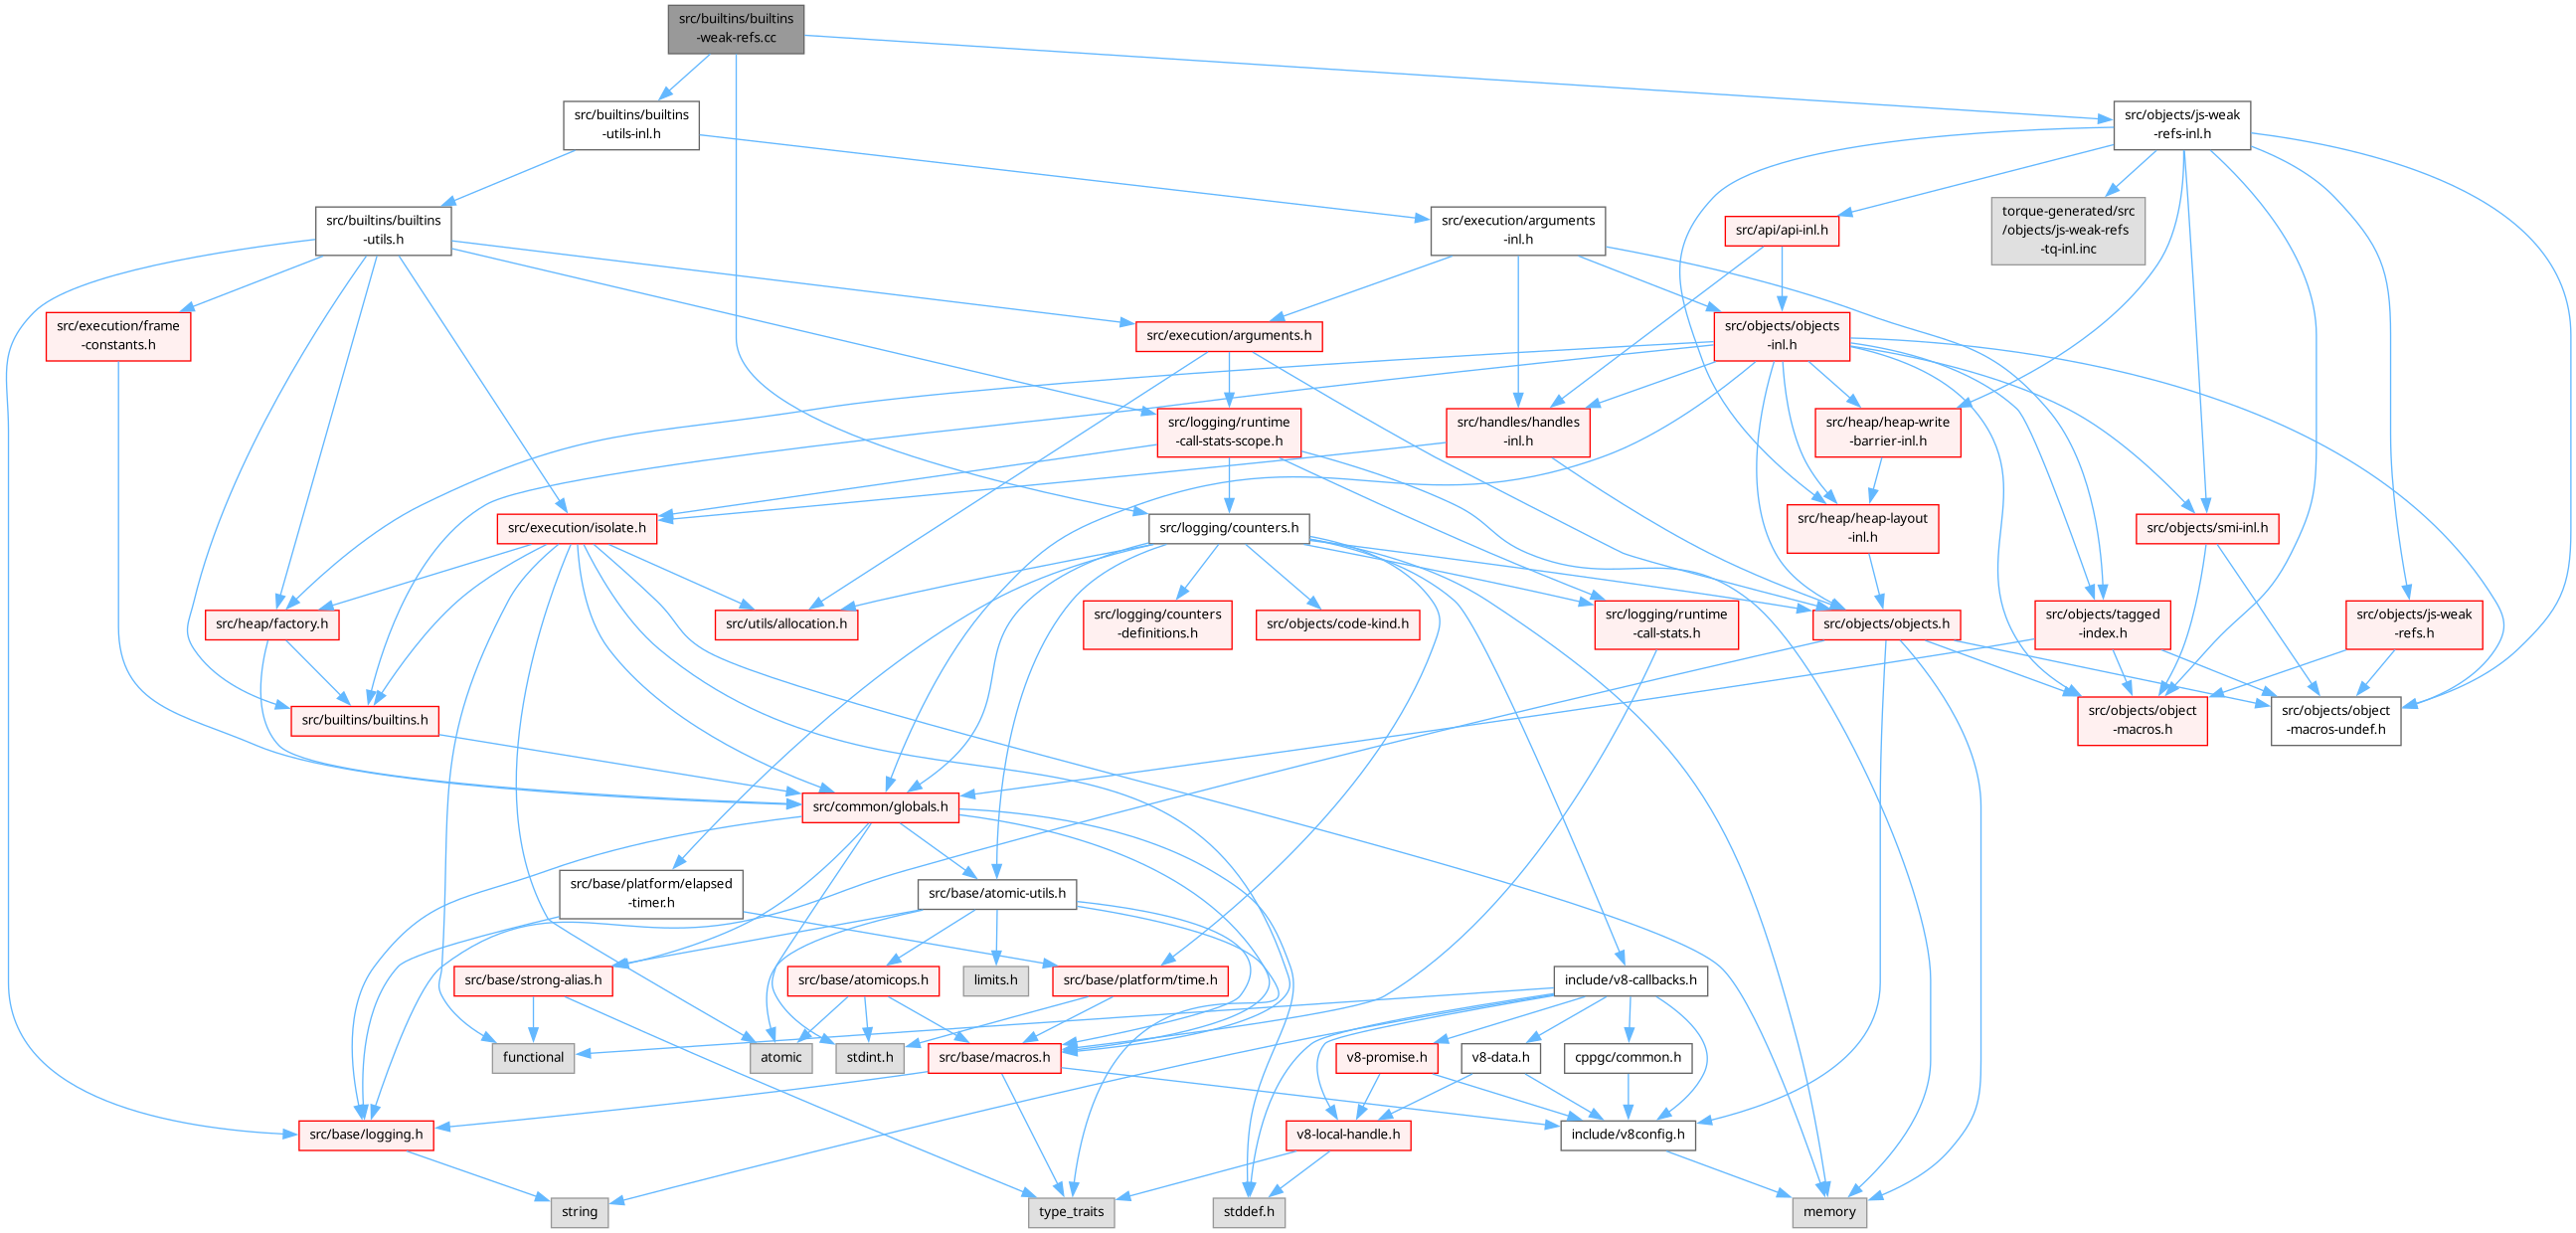 src/builtins/builtins
-weak-refs.cc
src/builtins/builtins
-utils-inl.h
src/objects/js-weak
-refs-inl.h
src/builtins/builtins
-utils.h
src/execution/arguments
-inl.h
src/api/api-inl.h
torque-generated/src
/objects/js-weak-refs
-tq-inl.inc
src/execution/frame
-constants.h
src/execution/arguments.h
src/objects/objects
-inl.h
src/logging/runtime
-call-stats-scope.h
src/handles/handles
-inl.h
src/heap/heap-write
-barrier-inl.h
src/execution/isolate.h
src/logging/counters.h
src/heap/heap-layout
-inl.h
src/objects/smi-inl.h
src/heap/factory.h
src/utils/allocation.h
src/logging/counters
-definitions.h
src/objects/code-kind.h
src/logging/runtime
-call-stats.h
src/objects/objects.h
src/objects/tagged
-index.h
src/objects/js-weak
-refs.h
src/builtins/builtins.h
src/objects/object
-macros.h
src/objects/object
-macros-undef.h
src/common/globals.h
src/base/platform/elapsed
-timer.h
src/base/atomic-utils.h
src/base/strong-alias.h
src/base/atomicops.h
limits.h
src/base/platform/time.h
include/v8-callbacks.h
functional
atomic
stdint.h
src/base/macros.h
v8-promise.h
v8-data.h
cppgc/common.h
src/base/logging.h
v8-local-handle.h
include/v8config.h
string
type_traits
stddef.h
memory